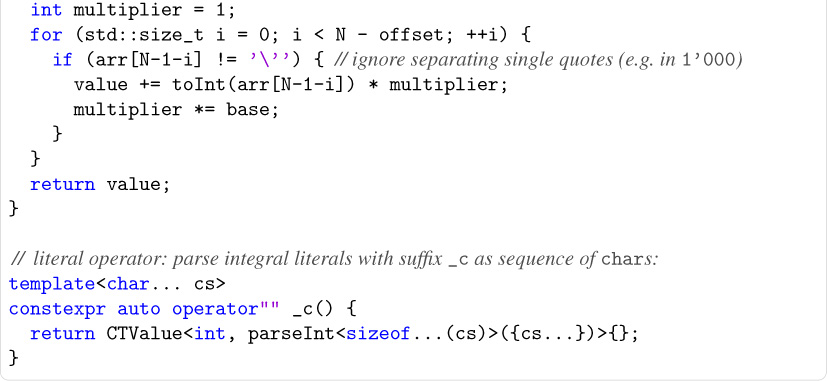 int multiplier = 1;
for (std::size_t i = 0; i < N - offset; ++i) {
if (arr[N-1-i] != ’\’’) { // ignore separating single quotes (e.g. in 1’000)
value += toInt(arr[N-1-i]) * multiplier;
multiplier *= base;
}
}
return value;
}
// literal operator: parse integral literals with suffix _c as sequence of chars:
template<char... cs>
constexpr auto operator"" _c() {
return CTValue<int, parseInt<sizeof...(cs)>({cs...})>{};
}